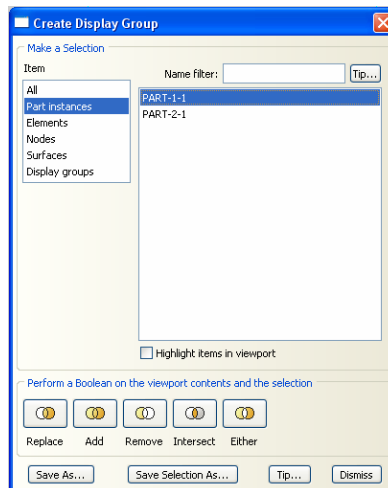 Create Display Group
Make a Selection
Item
Name filter:
Tip...
All
Part instances
Elements
Nodes
Surfaces
Display groups
PART-1-1
PART-2-1
Highlight items in viewport
Perform a Boolean on the viewport contents and the selection
Replace Add Remove Intersect Either
Save As... Save Selection As... Tip... Dismiss